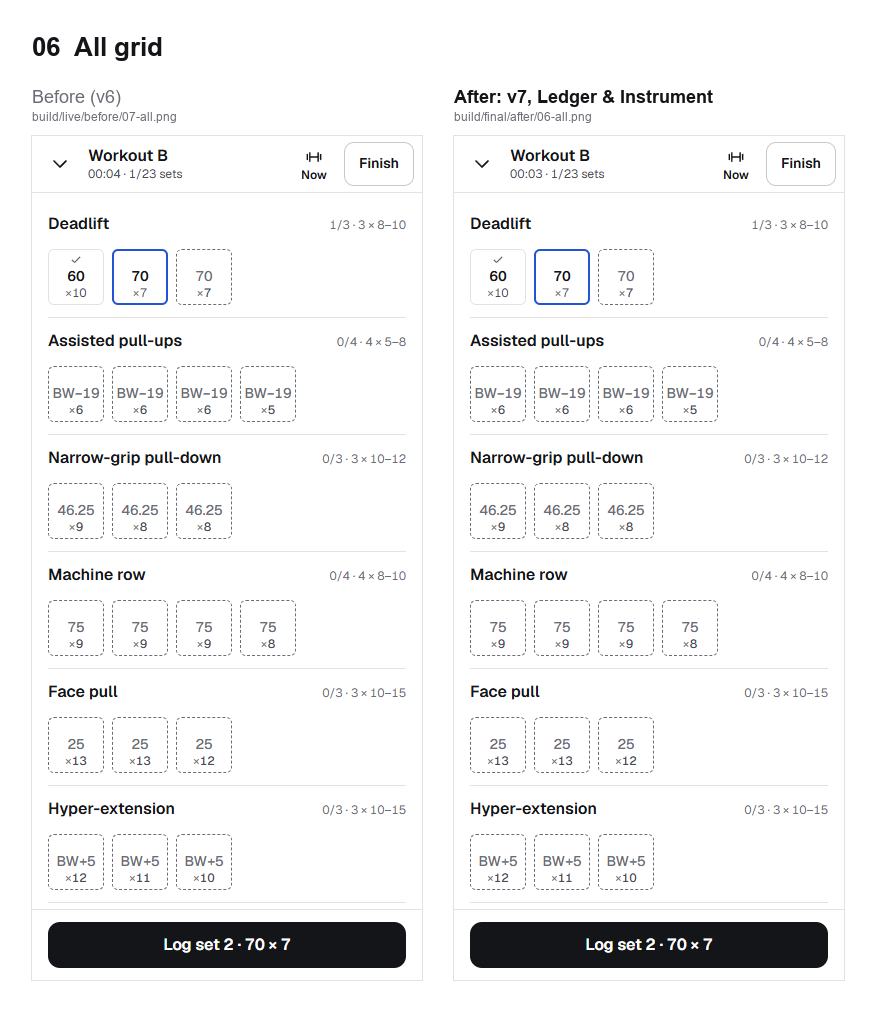 06 All grid
Before (v6)
build/live/before/07-all.png
Workout B
00:04 · 1/23 sets
Now
Finish
Deadlift
1/3 · 3 × 8–10
60 70 70
×10 ×7 ×7
Assisted pull-ups
0/4 · 4 × 5–8
BW−19 BW−19 BW−19 BW−19
×6 ×6 ×6 ×5
Narrow-grip pull-down
0/3 · 3 × 10–12
46.25 46.25 46.25
×9 ×8 ×8
Machine row
0/4 · 4 × 8–10
75 75 75 75
×9 ×9 ×9 ×8
Face pull
0/3 · 3 × 10–15
25 25 25
×13 ×13 ×12
Hyper-extension
0/3 · 3 × 10–15
BW+5 BW+5 BW+5
×12 ×11 ×10
Log set 2 · 70 × 7
After: v7, Ledger & Instrument
build/final/after/06-all.png
Workout B
00:03 · 1/23 sets
Now
Finish
Deadlift
1/3 · 3 × 8–10
60 70 70
×10 ×7 ×7
Assisted pull-ups
0/4 · 4 × 5–8
BW−19 BW−19 BW−19 BW−19
×6 ×6 ×6 ×5
Narrow-grip pull-down
0/3 · 3 × 10–12
46.25 46.25 46.25
×9 ×8 ×8
Machine row
0/4 · 4 × 8–10
75 75 75 75
×9 ×9 ×9 ×8
Face pull
0/3 · 3 × 10–15
25 25 25
×13 ×13 ×12
Hyper-extension
0/3 · 3 × 10–15
BW+5 BW+5 BW+5
×12 ×11 ×10
Log set 2 · 70 × 7